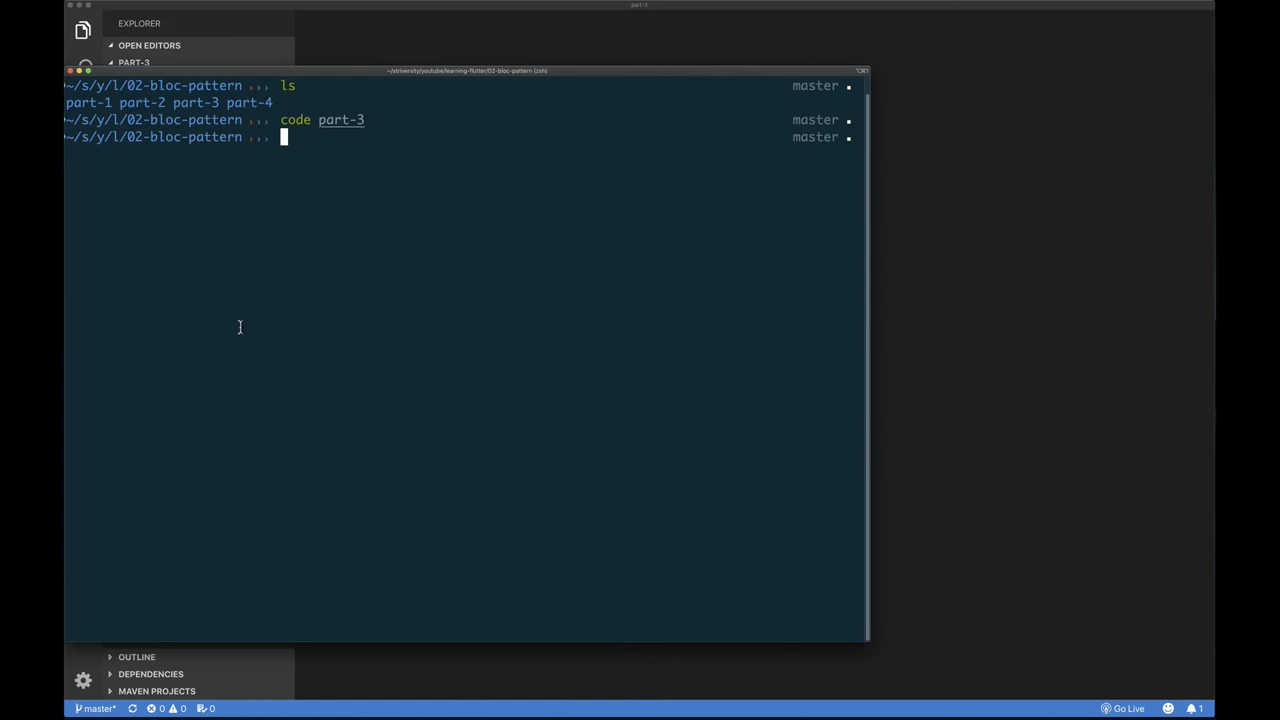 part-3
EXPLORER
OPEN EDITORS
PART-3
~/striversity/youtube/learning-flutter/02-bloc-pattern (zsh)
⌥⌘1
~/s/y/l/02-bloc-pattern ››› ls master
part-1 part-2 part-3 part-4
~/s/y/l/02-bloc-pattern ››› code part-3 master
~/s/y/l/02-bloc-pattern ››› master
OUTLINE
DEPENDENCIES
MAVEN PROJECTS
master* 0 0 0 Go Live 1